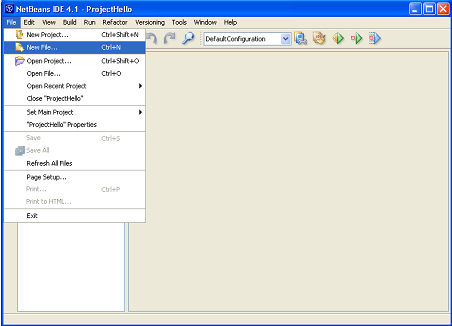 NetBeans IDE 4.1 - ProjectHello
File Edit View Build Run Refactor Versioning Tools Window Help
New Project... Ctrl+Shift+N
New File... Ctrl+N
DefaultConfiguration
Open Project... Ctrl+Shift+O
Open File... Ctrl+O
Open Recent Project
Close "ProjectHello"
Set Main Project
"ProjectHello" Properties
Save Ctrl+S
Save All
Refresh All Files
Page Setup...
Print... Ctrl+P
Print to HTML...
Exit